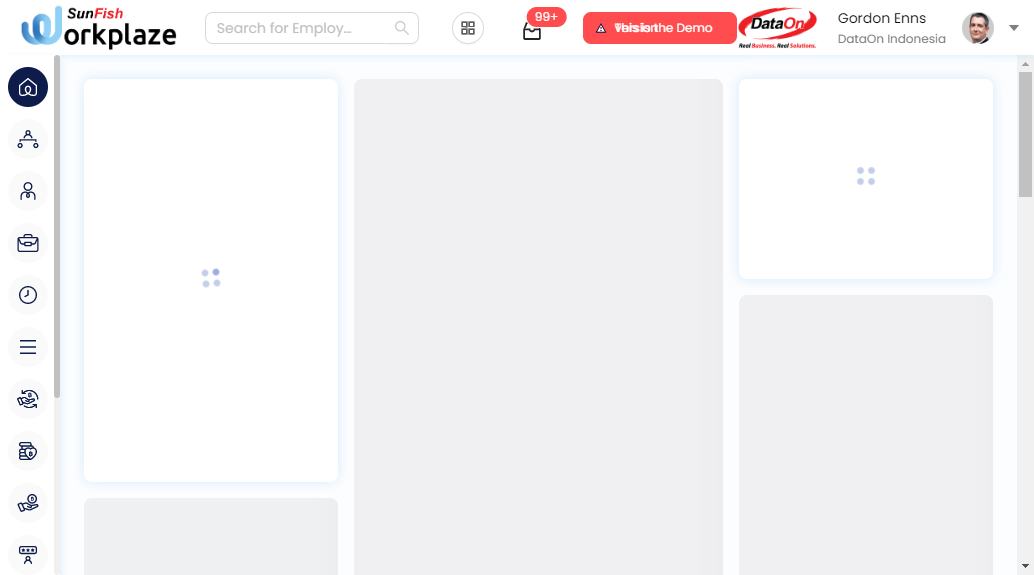 SunFish
Workplaze
Search for Employ...
99+
This is the Demo
Version
DataOn
Real Business. Real Solutions.
Gordon Enns
DataOn Indonesia